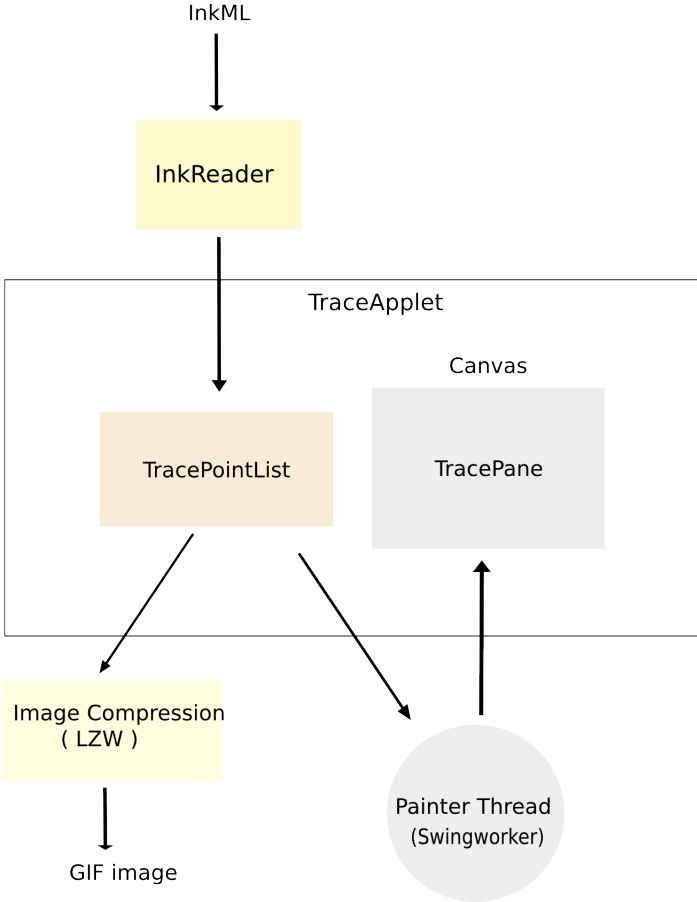 InkML
InkReader
TraceApplet
Canvas
TracePointList
TracePane
Image Compression
( LZW )
Painter Thread
(Swingworker)
GIF image